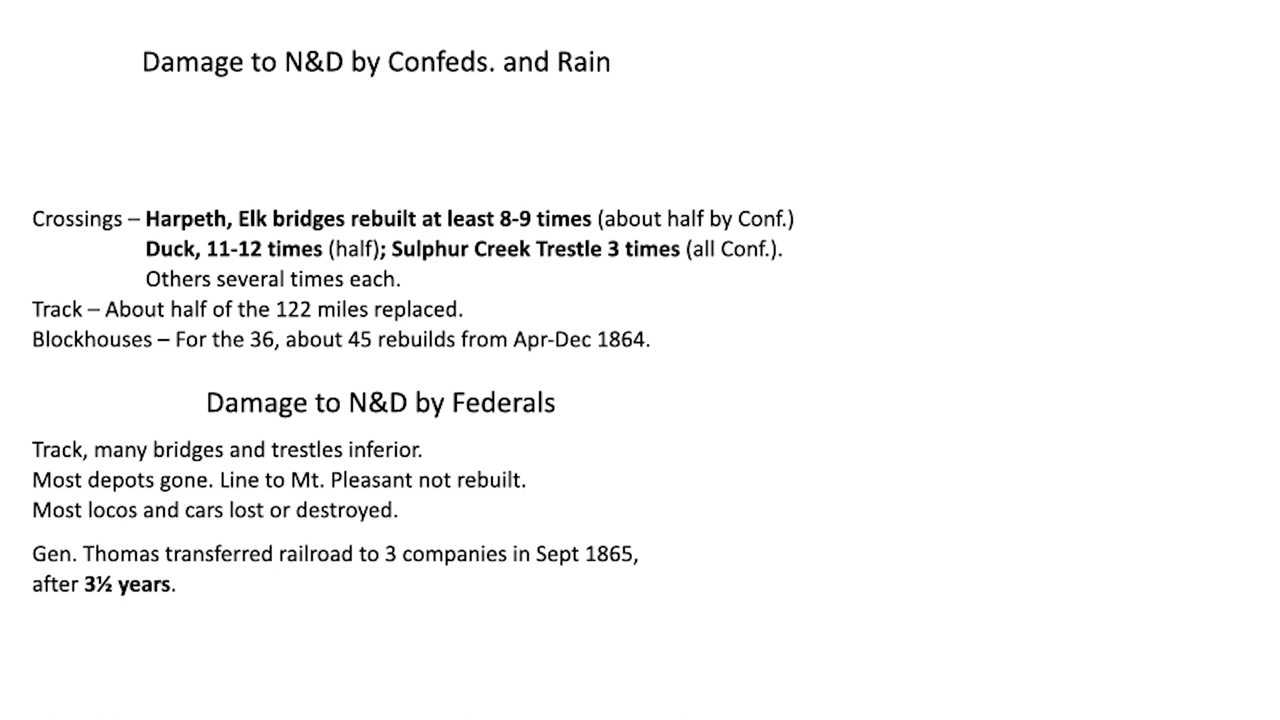 Damage to N&D by Confeds. and Rain
Crossings – Harpeth, Elk bridges rebuilt at least 8-9 times (about half by Conf.)
Duck, 11-12 times (half); Sulphur Creek Trestle 3 times (all Conf.).
Others several times each.
Track – About half of the 122 miles replaced.
Blockhouses – For the 36, about 45 rebuilds from Apr-Dec 1864.
Damage to N&D by Federals
Track, many bridges and trestles inferior.
Most depots gone. Line to Mt. Pleasant not rebuilt.
Most locos and cars lost or destroyed.
Gen. Thomas transferred railroad to 3 companies in Sept 1865,
after 3½ years.